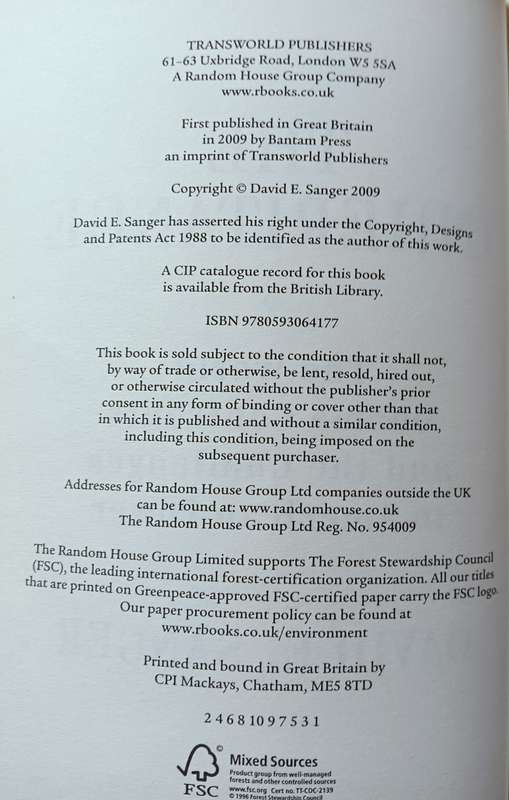 TRANSWORLD PUBLISHERS
61–63 Uxbridge Road, London W5 5SA
A Random House Group Company
www.rbooks.co.uk
First published in Great Britain
in 2009 by Bantam Press
an imprint of Transworld Publishers
Copyright © David E. Sanger 2009
David E. Sanger has asserted his right under the Copyright, Designs
and Patents Act 1988 to be identified as the author of this work.
A CIP catalogue record for this book
is available from the British Library.
ISBN 9780593064177
This book is sold subject to the condition that it shall not,
by way of trade or otherwise, be lent, resold, hired out,
or otherwise circulated without the publisher's prior
consent in any form of binding or cover other than that
in which it is published and without a similar condition,
including this condition, being imposed on the
subsequent purchaser.
Addresses for Random House Group Ltd companies outside the UK
can be found at: www.randomhouse.co.uk
The Random House Group Ltd Reg. No. 954009
The Random House Group Limited supports The Forest Stewardship Council
(FSC), the leading international forest-certification organization. All our titles
that are printed on Greenpeace-approved FSC-certified paper carry the FSC logo.
Our paper procurement policy can be found at
www.rbooks.co.uk/environment
Printed and bound in Great Britain by
CPI Mackays, Chatham, ME5 8TD
2 4 6 8 10 9 7 5 3 1
©
FSC
Mixed Sources
Product group from well-managed
forests and other controlled sources
www.fsc.org Cert no. TT-COC-2139
© 1996 Forest Stewardship Council